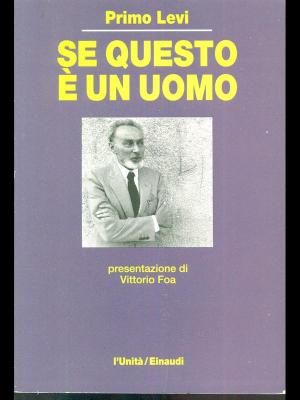 Primo Levi
SE QUESTO
È UN UOMO
presentazione di
Vittorio Foa
l'Unità/Einaudi